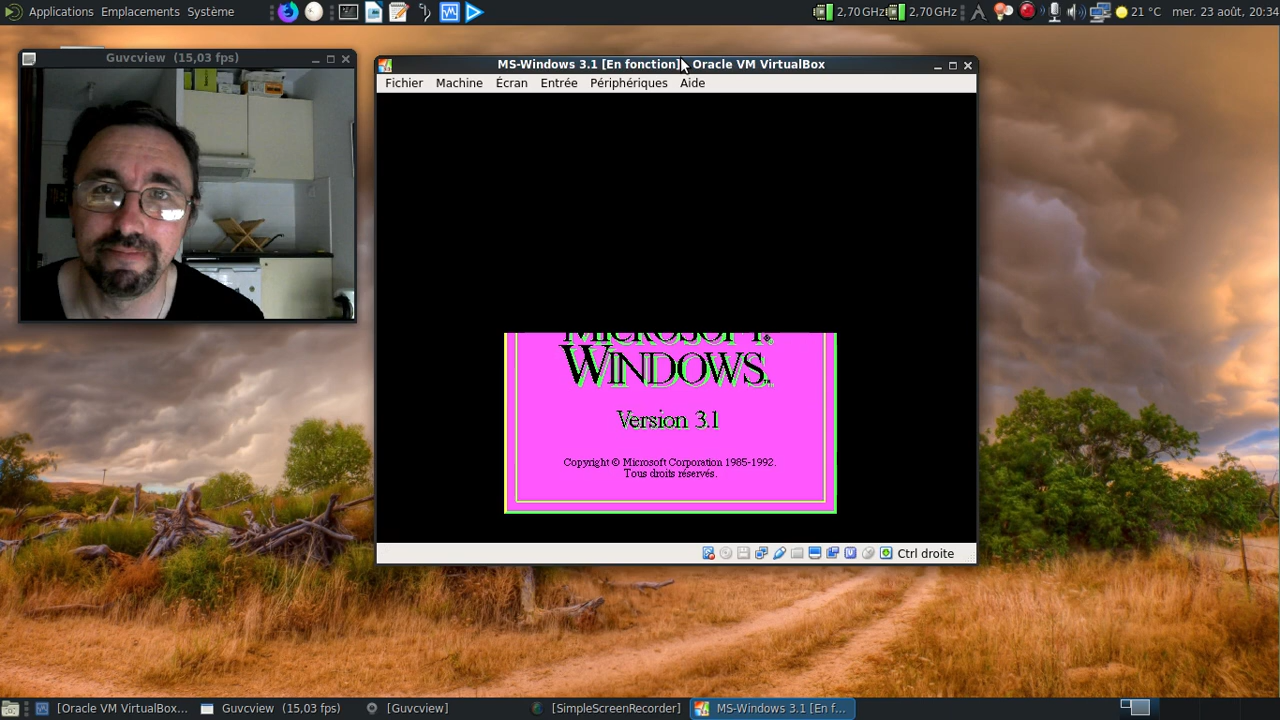 Applications Emplacements Système
2,70 GHz 2,70 GHz 21 °C mer. 23 août, 20:34
Guvcview (15,03 fps)
MS-Windows 3.1 [En fonction] - Oracle VM VirtualBox
Fichier Machine Écran Entrée Périphériques Aide
MICROSOFT®
WINDOWS™
Version 3.1
Copyright © Microsoft Corporation 1985-1992.
Tous droits réservés.
Ctrl droite
[Oracle VM VirtualBox... Guvcview (15,03 fps) [Guvcview] [SimpleScreenRecorder] MS-Windows 3.1 [En f...